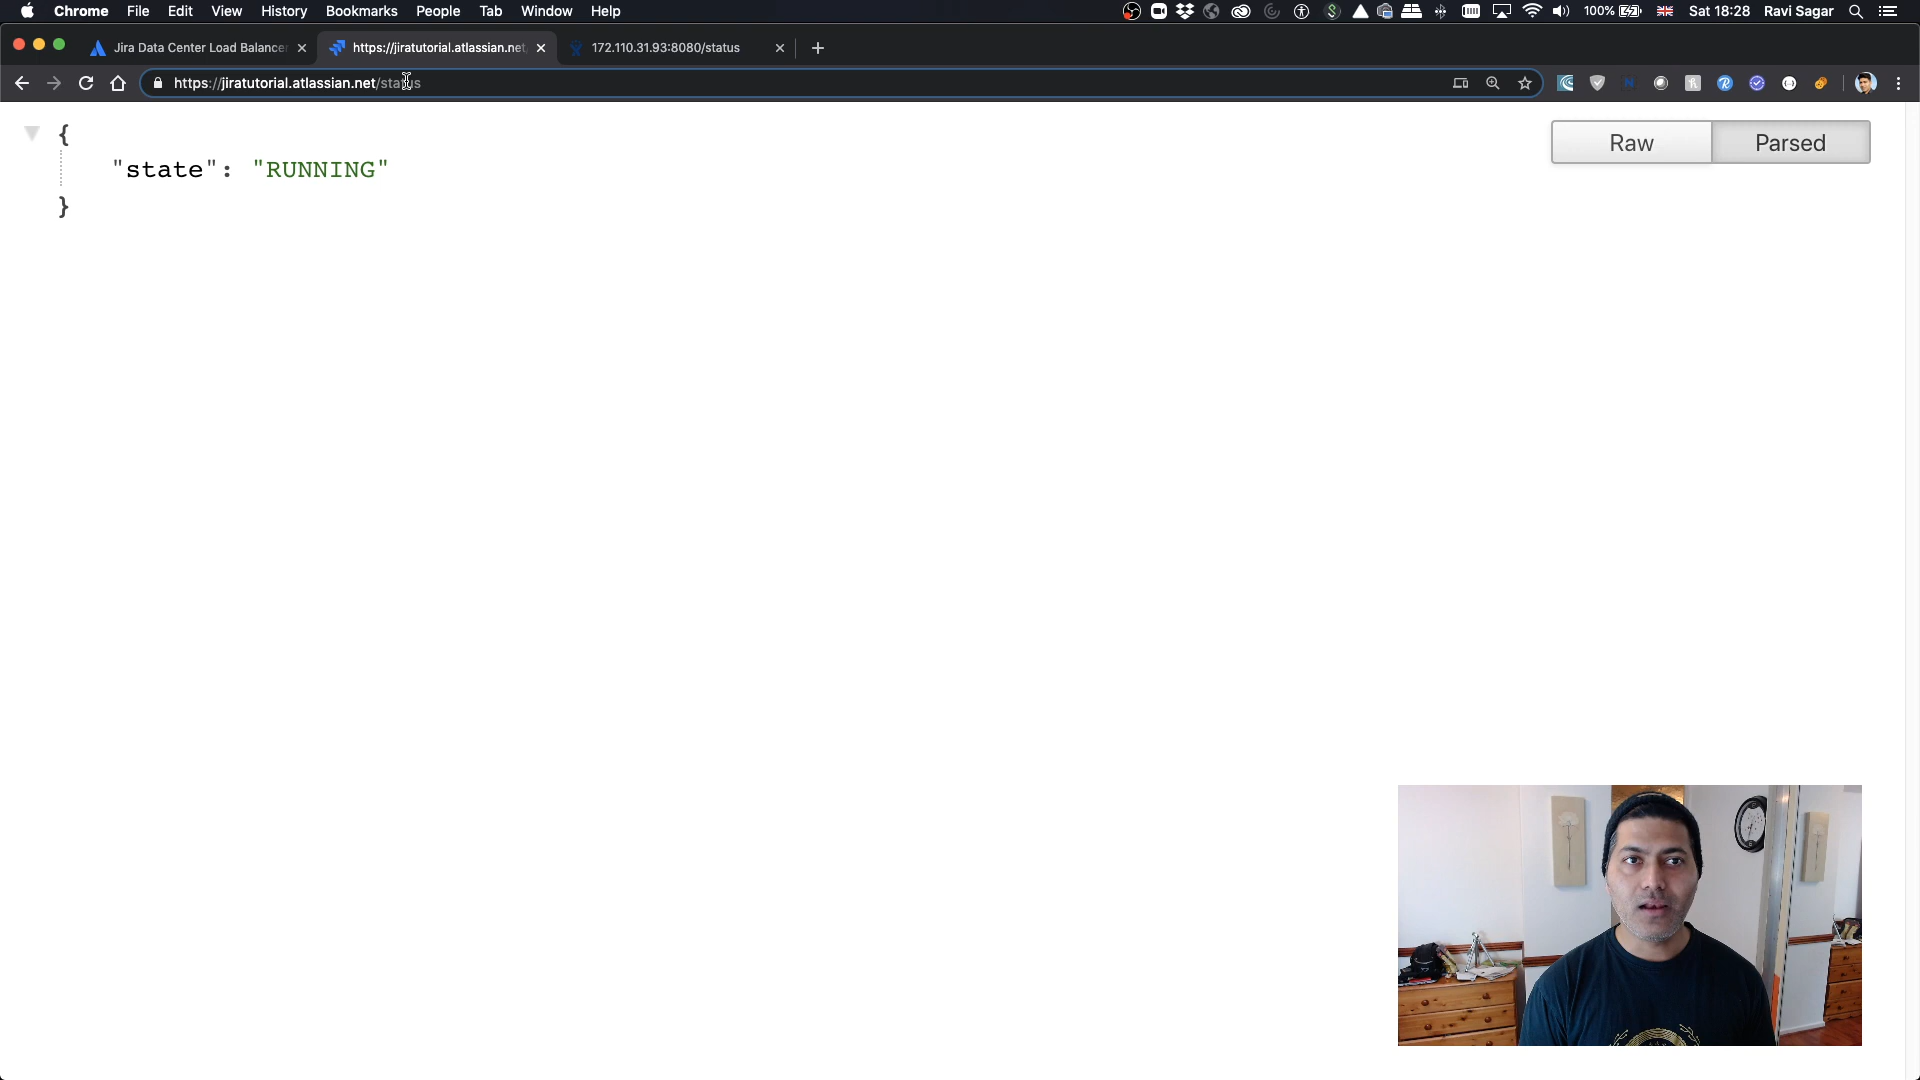 Chrome File Edit View History Bookmarks People Tab Window Help 100% Sat 18:28 Ravi Sagar
Jira Data Center Load Balancer https://jiratutorial.atlassian.net/ 172.110.31.93:8080/status
https://jiratutorial.atlassian.net/status
{
"state": "RUNNING"
}
Raw Parsed